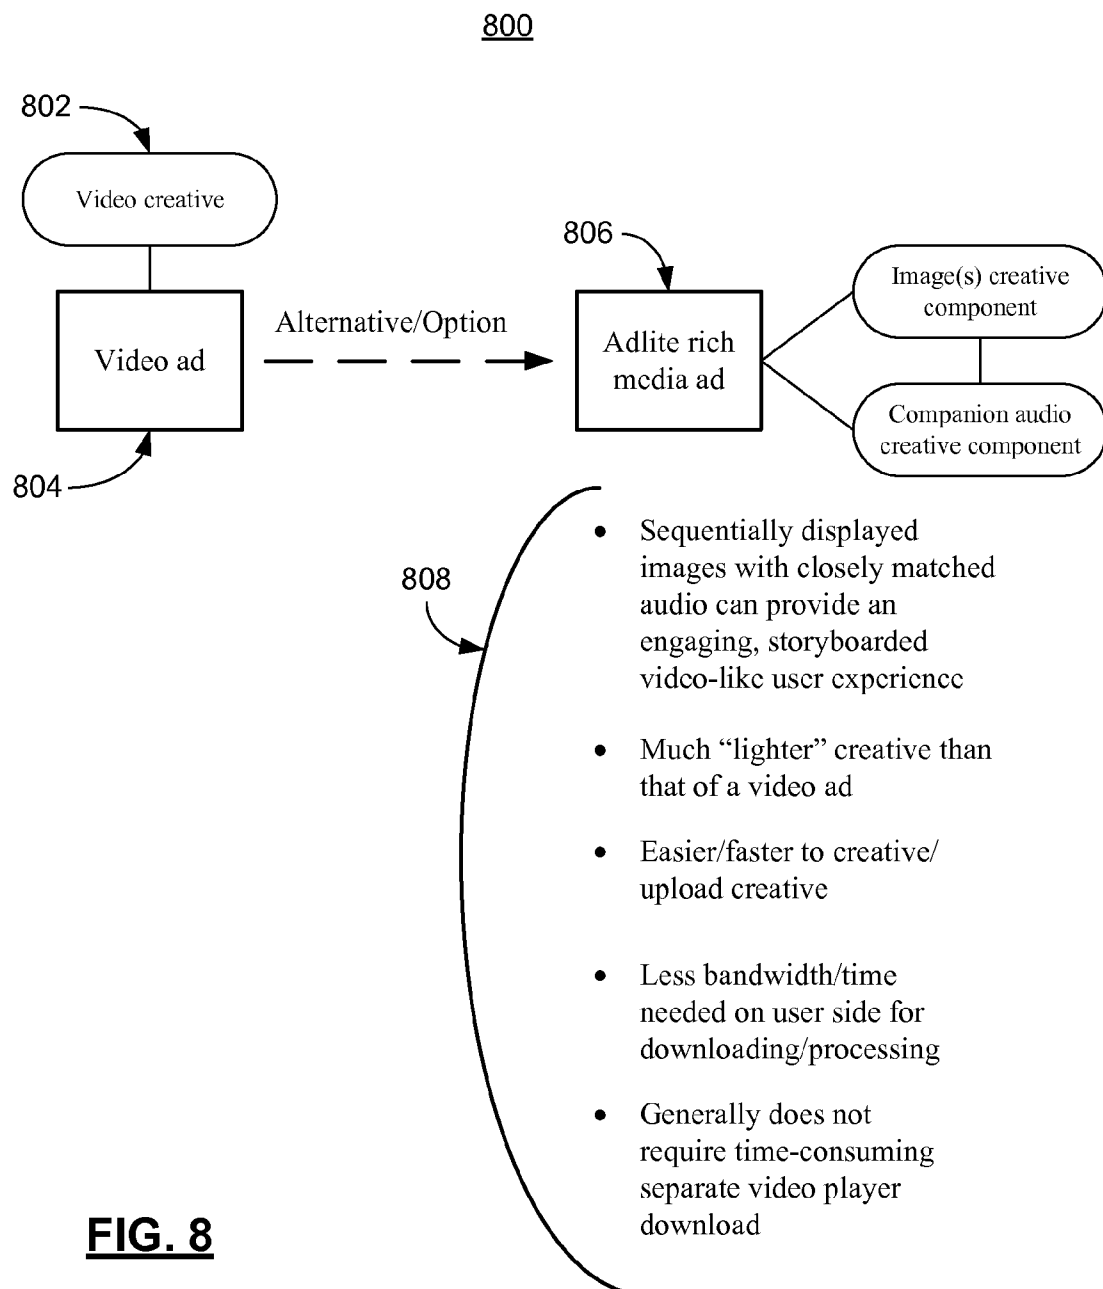 800
802
Video creative
806
Image(s) creative
component
Alternative/Option
Video ad
Adlite rich
media ad
Companion audio
creative component
804
808
• Sequentially displayed
images with closely matched
audio can provide an
engaging, storyboarded
video-like user experience
• Much “lighter” creative than
that of a video ad
• Easier/faster to creative/
upload creative
• Less bandwidth/time
needed on user side for
downloading/processing
• Generally does not
require time-consuming
separate video player
download
FIG. 8